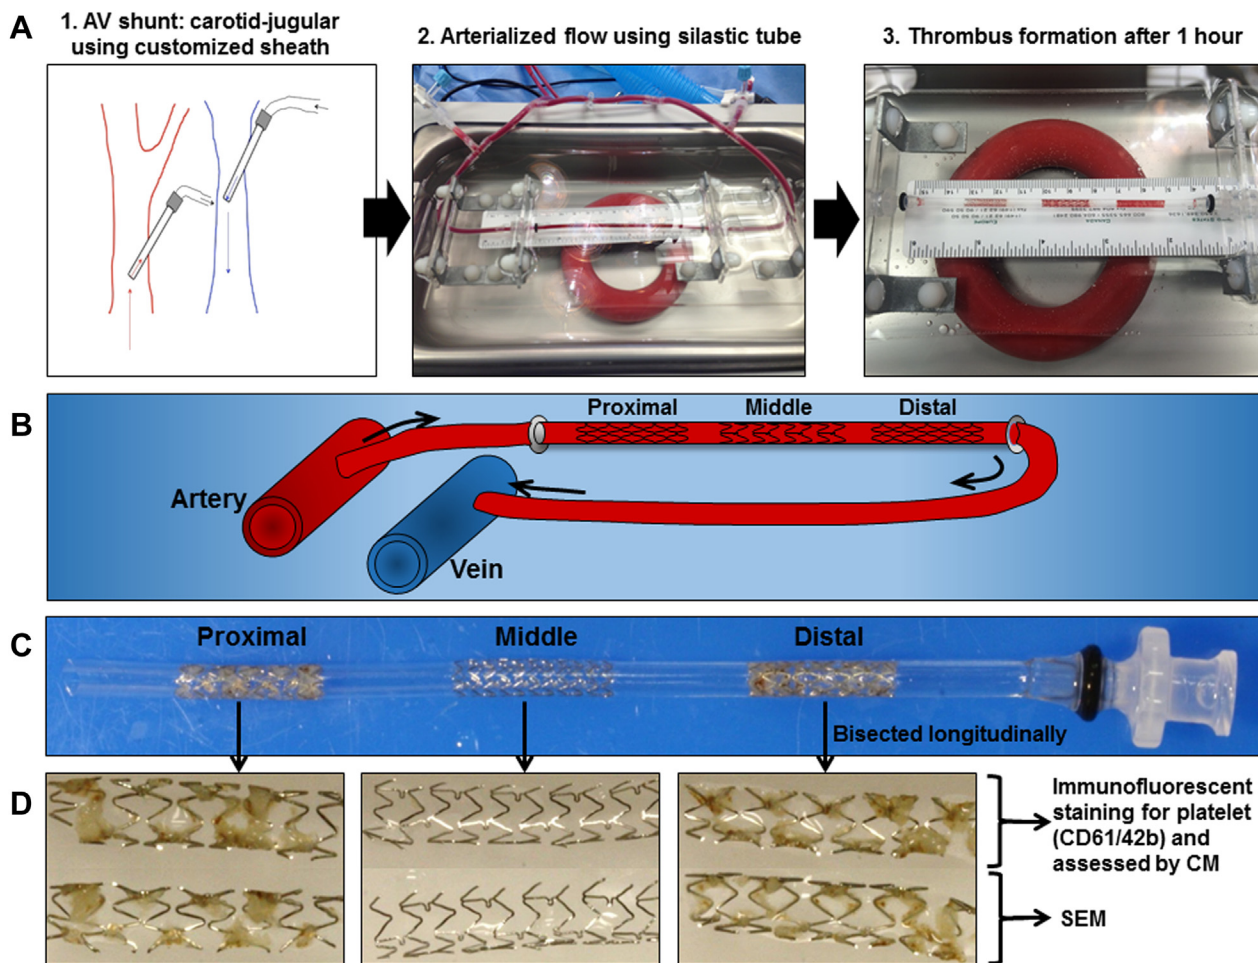 A
1. AV shunt: carotid-jugular
using customized sheath
2. Arterialized flow using silastic tube
3. Thrombus formation after 1 hour
B
Proximal
Middle
Distal
Artery
Vein
C
Proximal
Middle
Distal
Bisected longitudinally
D
Immunofluorescent
staining for platelet
(CD61/42b) and
assessed by CM
SEM